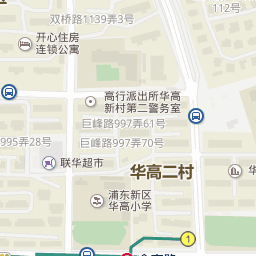 双桥路1139弄3号
112号
开心住房
连锁公寓
高行派出所华高
新村第二警务室
巨峰路997弄61号
995弄28号
巨峰路997弄70号
联华超市
华高二村
浦东新区
华高小学
1